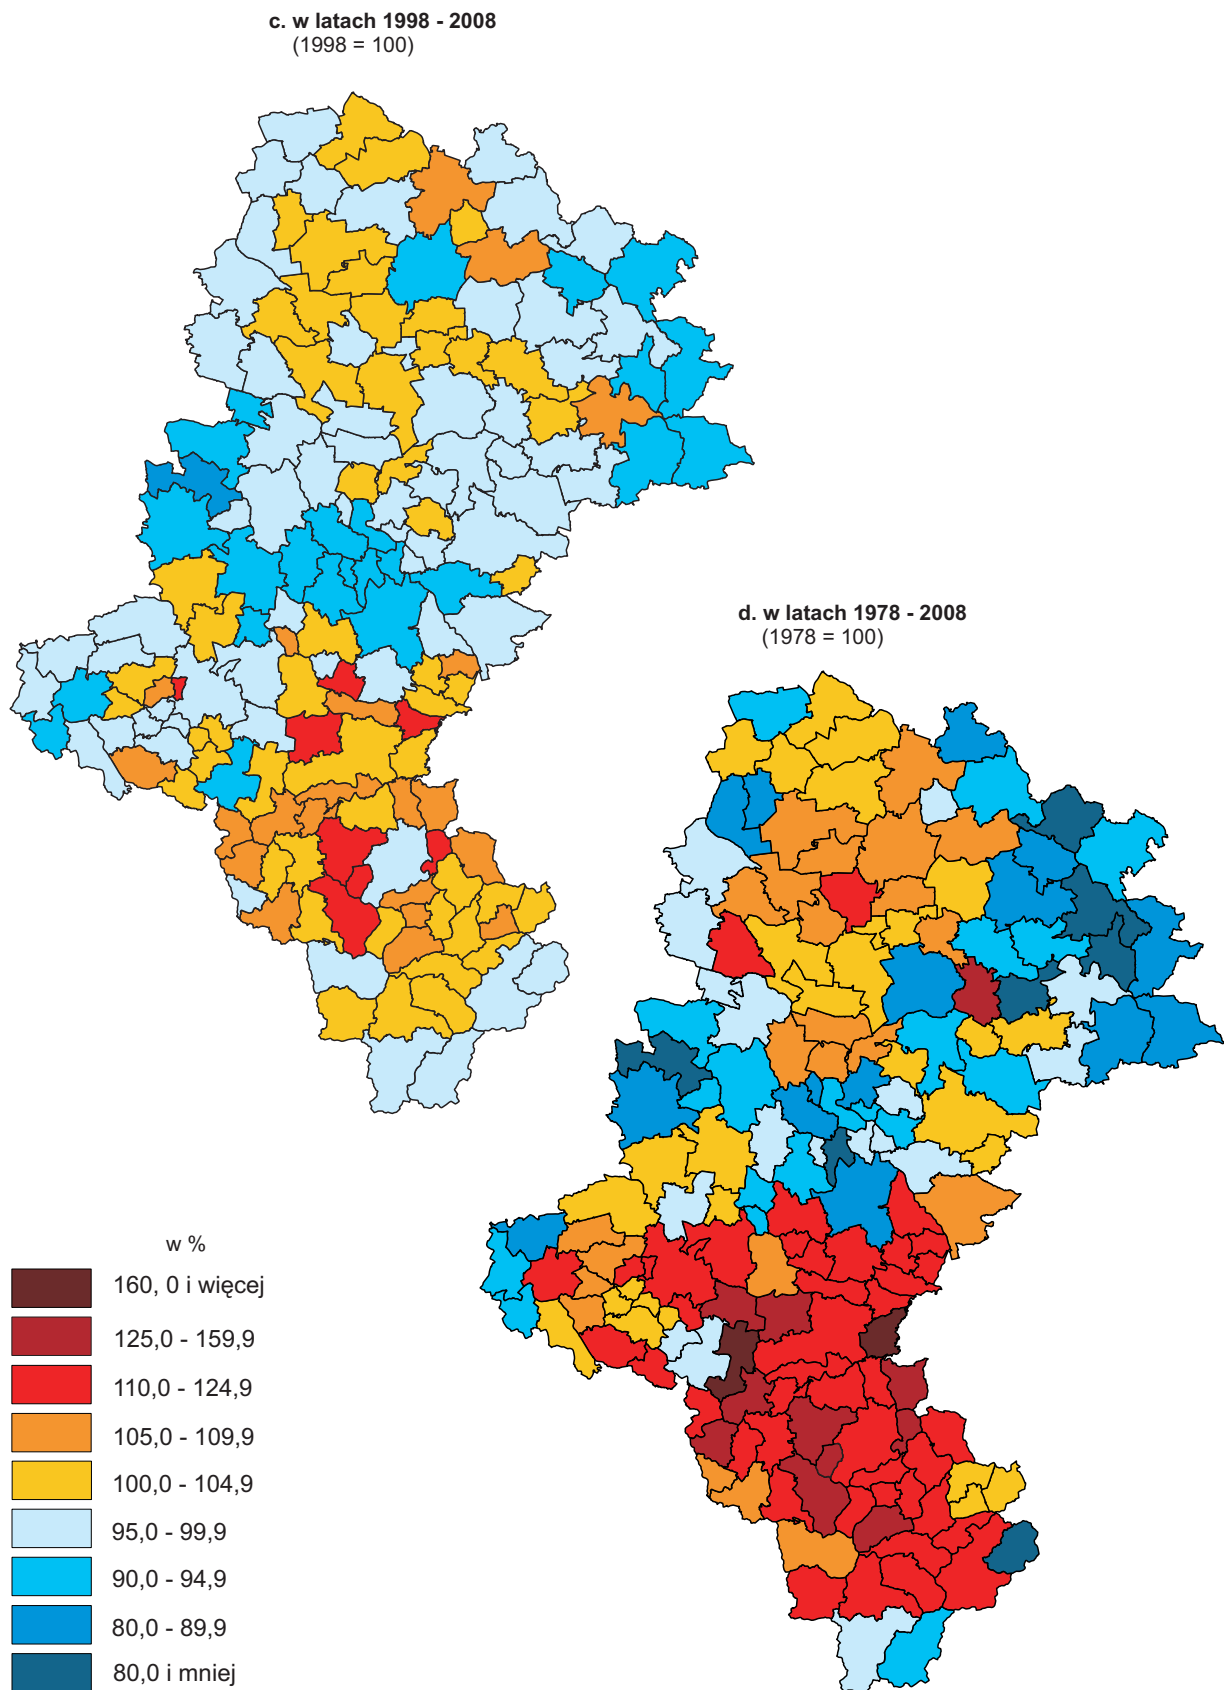 c. w latach 1998 - 2008
(1998 = 100)
d. w latach 1978 - 2008
(1978 = 100)
w %
160, 0 i więcej
125,0 - 159,9
110,0 - 124,9
105,0 - 109,9
100,0 - 104,9
95,0 - 99,9
90,0 - 94,9
80,0 - 89,9
80,0 i mniej